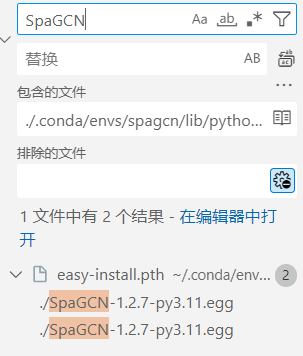 SpaGCN
Aa ab .*
替换
AB
包含的文件
./.conda/envs/spagcn/lib/pytho...
排除的文件
1 文件中有 2 个结果 - 在编辑器中打
开
easy-install.pth ~/.conda/env... 2
./SpaGCN-1.2.7-py3.11.egg
./SpaGCN-1.2.7-py3.11.egg